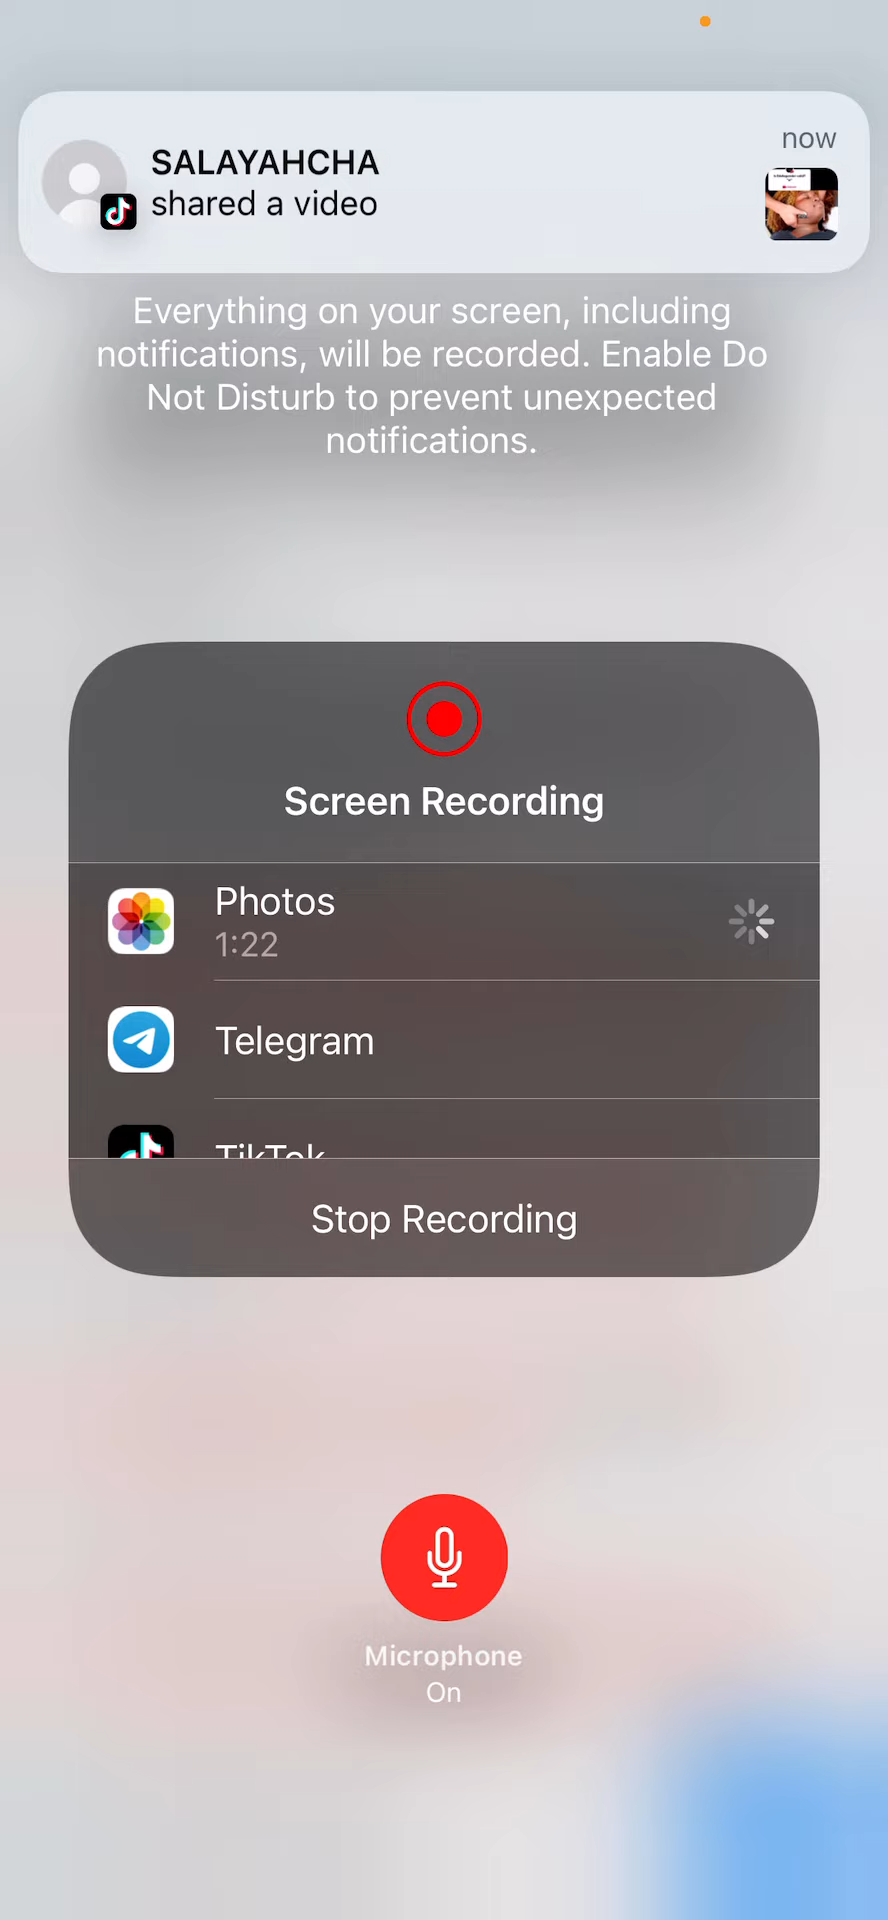 SALAYAHCHA
shared a video
now
Everything on your screen, including
notifications, will be recorded. Enable Do
Not Disturb to prevent unexpected
notifications.
Screen Recording
Photos
1:22
Telegram
TikTok
Stop Recording
Microphone
On